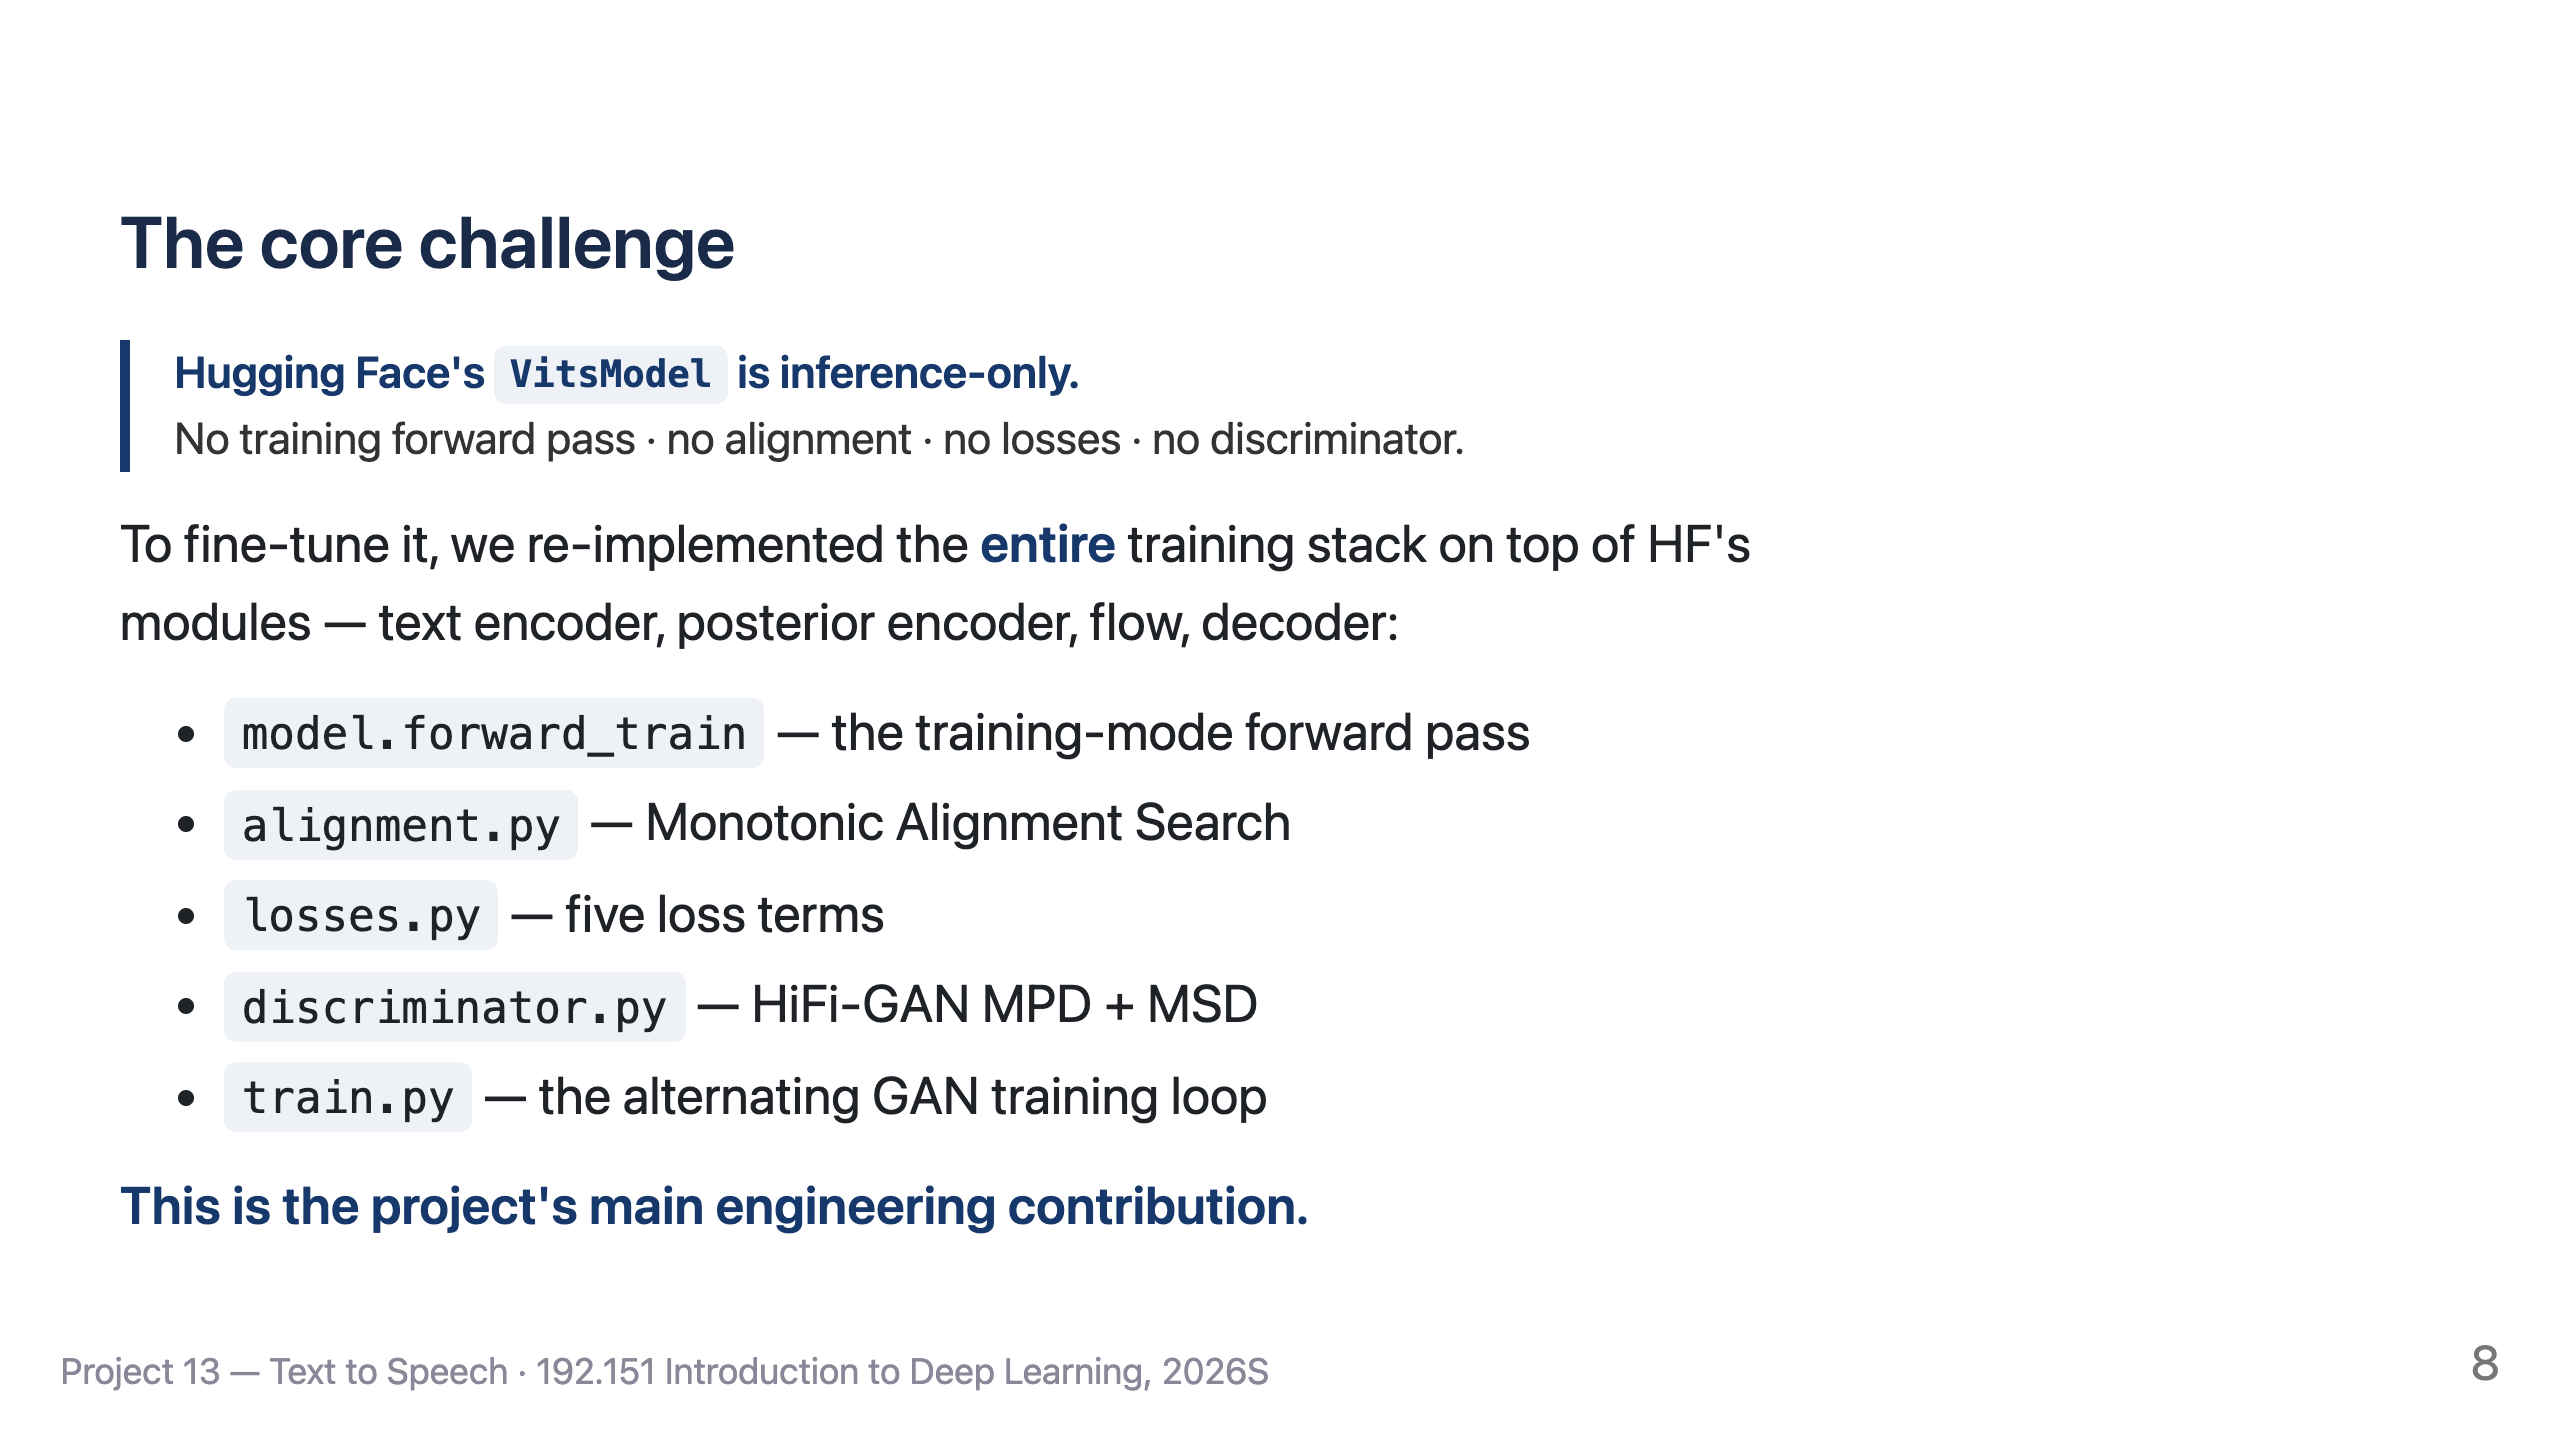 The core challenge
Hugging Face's VitsModel is inference-only.
No training forward pass · no alignment · no losses · no discriminator.
To fine-tune it, we re-implemented the entire training stack on top of HF's
modules — text encoder, posterior encoder, flow, decoder:
• model.forward_train — the training-mode forward pass
• alignment.py — Monotonic Alignment Search
• losses.py — five loss terms
• discriminator.py — HiFi-GAN MPD + MSD
• train.py — the alternating GAN training loop
This is the project's main engineering contribution.
Project 13 — Text to Speech · 192.151 Introduction to Deep Learning, 2026S
8